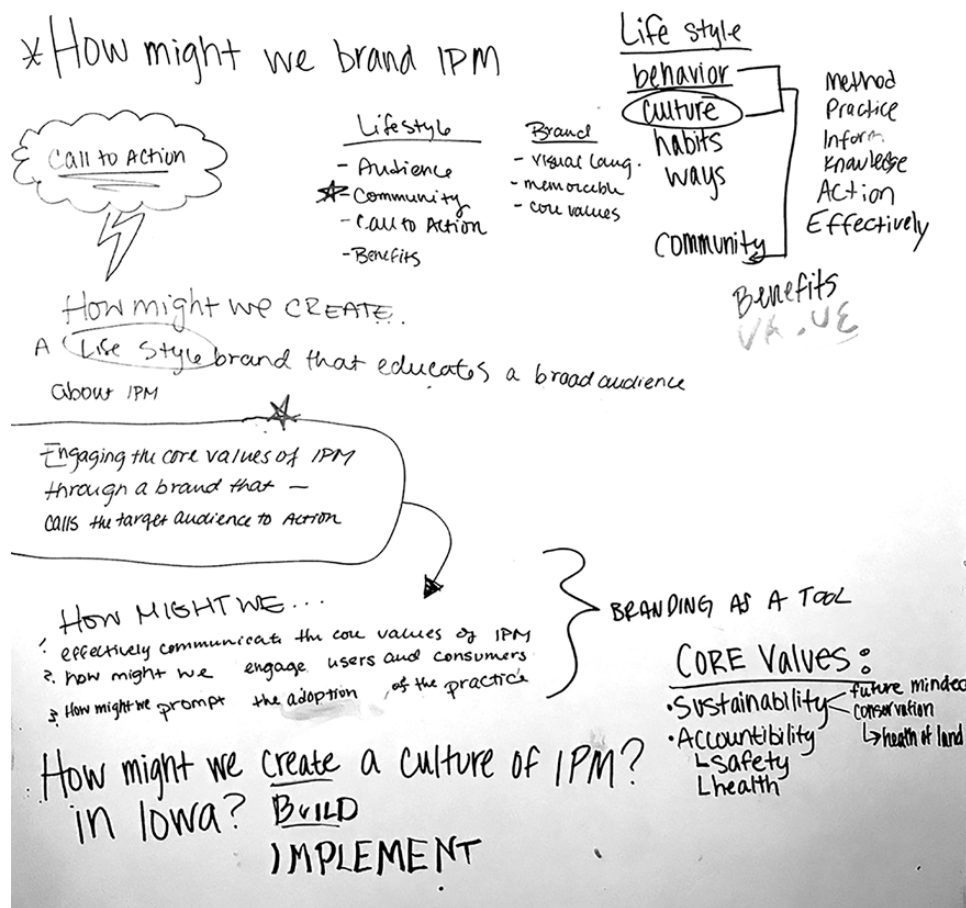 *How might we brand IPM
Call to Action
Lifestyle
- Audience
- Community
- Call to Action
- Benefits
Brand
- visual lang.
- memorable
- core values
Life style
behavior
culture
habits
ways
Community
Method
Practice
Inform
Knowledge
Action
Effectively
Benefits
How might we CREATE...
A Life Style brand that educates a broad audience
about IPM
Engaging the core values of IPM
through a brand that —
calls the target audience to Action
HOW MIGHT WE...
1. effectively communicate the core values of IPM
2. how might we engage users and consumers
3. How might we prompt the adoption of the practice
BRANDING AS A TOOL
CORE Values:
• Sustainability
future minded
conservation
• Accountibility
Safety
health
How might we create a culture of IPM?
in Iowa? BUILD
IMPLEMENT